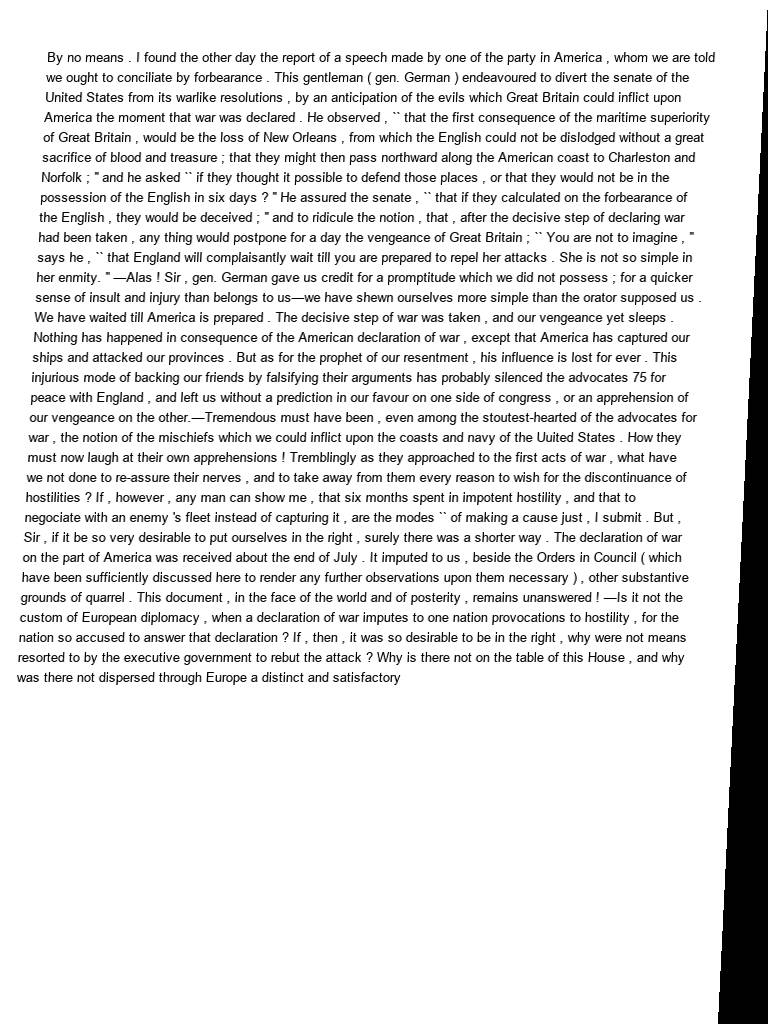 By no means . I found the other day the report of a speech made by one of the party in America , whom we are told
we ought to conciliate by forbearance . This gentleman ( gen. German ) endeavoured to divert the senate of the
United States from its warlike resolutions , by an anticipation of the evils which Great Britain could inflict upon
America the moment that war was declared . He observed , `` that the first consequence of the maritime superiority
of Great Britain , would be the loss of New Orleans , from which the English could not be dislodged without a great
sacrifice of blood and treasure ; that they might then pass northward along the American coast to Charleston and
Norfolk ; " and he asked `` if they thought it possible to defend those places , or that they would not be in the
possession of the English in six days ? " He assured the senate , `` that if they calculated on the forbearance of
the English , they would be deceived ; " and to ridicule the notion , that , after the decisive step of declaring war
had been taken , any thing would postpone for a day the vengeance of Great Britain ; `` You are not to imagine , "
says he , `` that England will complaisantly wait till you are prepared to repel her attacks . She is not so simple in
her enmity. " —Alas ! Sir , gen. German gave us credit for a promptitude which we did not possess ; for a quicker
sense of insult and injury than belongs to us—we have shewn ourselves more simple than the orator supposed us .
We have waited till America is prepared . The decisive step of war was taken , and our vengeance yet sleeps .
Nothing has happened in consequence of the American declaration of war , except that America has captured our
ships and attacked our provinces . But as for the prophet of our resentment , his influence is lost for ever . This
injurious mode of backing our friends by falsifying their arguments has probably silenced the advocates 75 for
peace with England , and left us without a prediction in our favour on one side of congress , or an apprehension of
our vengeance on the other.—Tremendous must have been , even among the stoutest-hearted of the advocates for
war , the notion of the mischiefs which we could inflict upon the coasts and navy of the Uuited States . How they
must now laugh at their own apprehensions ! Tremblingly as they approached to the first acts of war , what have
we not done to re-assure their nerves , and to take away from them every reason to wish for the discontinuance of
hostilities ? If , however , any man can show me , that six months spent in impotent hostility , and that to
negociate with an enemy 's fleet instead of capturing it , are the modes `` of making a cause just , I submit . But ,
Sir , if it be so very desirable to put ourselves in the right , surely there was a shorter way . The declaration of war
on the part of America was received about the end of July . It imputed to us , beside the Orders in Council ( which
have been sufficiently discussed here to render any further observations upon them necessary ) , other substantive
grounds of quarrel . This document , in the face of the world and of posterity , remains unanswered ! —Is it not the
custom of European diplomacy , when a declaration of war imputes to one nation provocations to hostility , for the
nation so accused to answer that declaration ? If , then , it was so desirable to be in the right , why were not means
resorted to by the executive government to rebut the attack ? Why is there not on the table of this House , and why
was there not dispersed through Europe a distinct and satisfactory